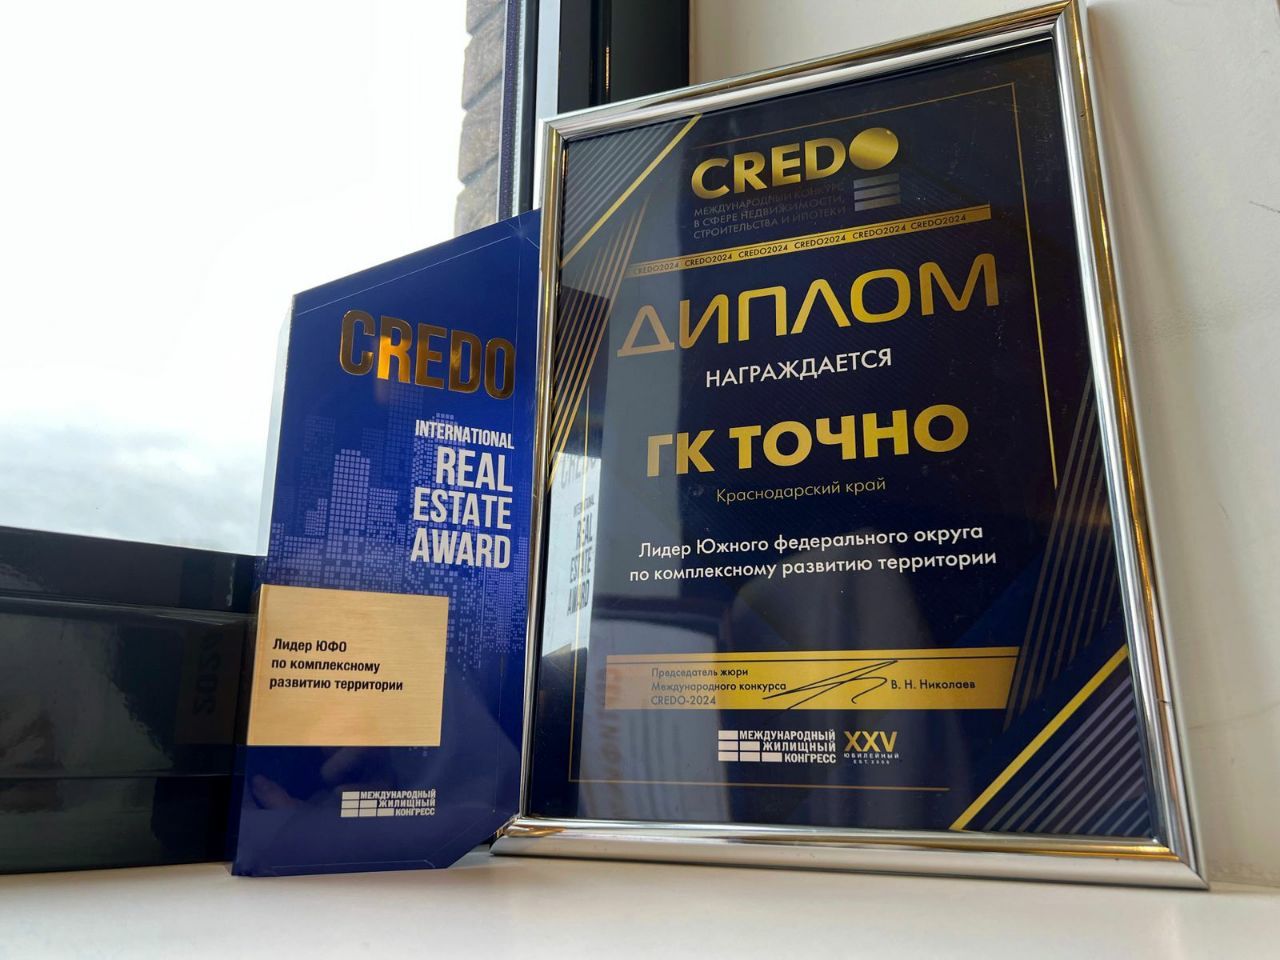 CREDO
INTERNATIONAL
REAL
ESTATE
AWARD
Лидер ЮФО
по комплексному
развитию территории
МЕЖДУНАРОДНЫЙ
ЖИЛИЩНЫЙ
КОНГРЕСС
CREDO
МЕЖДУНАРОДНЫЙ КОНКУРС
В СФЕРЕ НЕДВИЖИМОСТИ,
СТРОИТЕЛЬСТВА И ИПОТЕКИ
CREDO2024 CREDO2024 CREDO2024 CREDO2024 CREDO2024 CREDO2024
ДИПЛОМ
НАГРАЖДАЕТСЯ
ГК ТОЧНО
Краснодарский край
Лидер Южного федерального округа
по комплексному развитию территории
Председатель жюри
Международного конкурса
CREDO-2024
В. Н. Николаев
МЕЖДУНАРОДНЫЙ
ЖИЛИЩНЫЙ
КОНГРЕСС
XXV
ЮБИЛЕЙНЫЙ